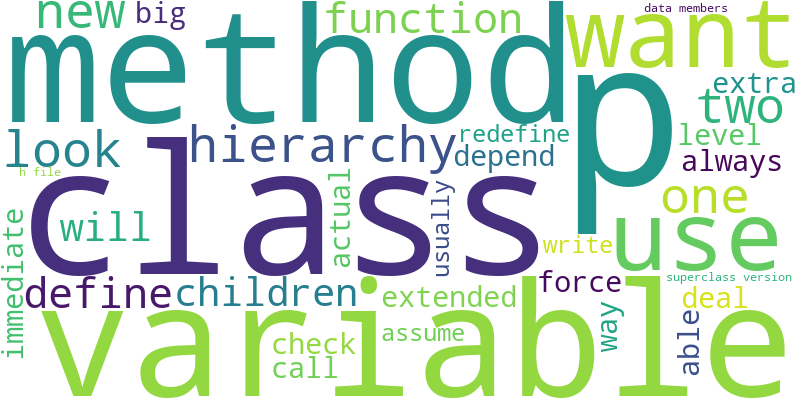 new
big
function
data members
method
want
p
extra
two
look
hierarchy
redefine
depend
level
always
h file
class
one
will
actual
usually
use
write
immediate
define
children
extended
force
superclass version
deal
variable
assume
way
able
check
call